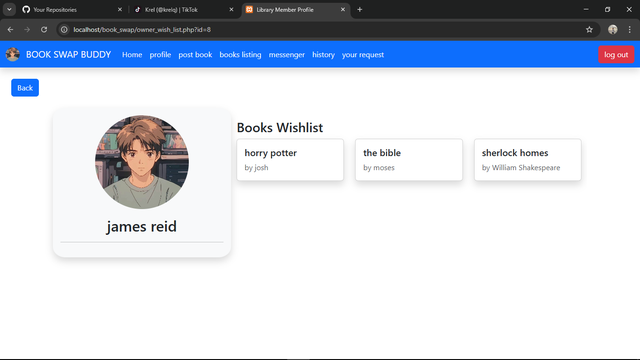 Your Repositories
Krel (@kreiqj | TikTok
Library Member Profile
localhost/book_swap/owner_wish_list.php?id=8
BOOK SWAP BUDDY
Home
profile
post book
books listing
messenger
history
your request
log out
Back
james reid
Books Wishlist
horry potter
by josh
the bible
by moses
sherlock homes
by William Shakespeare